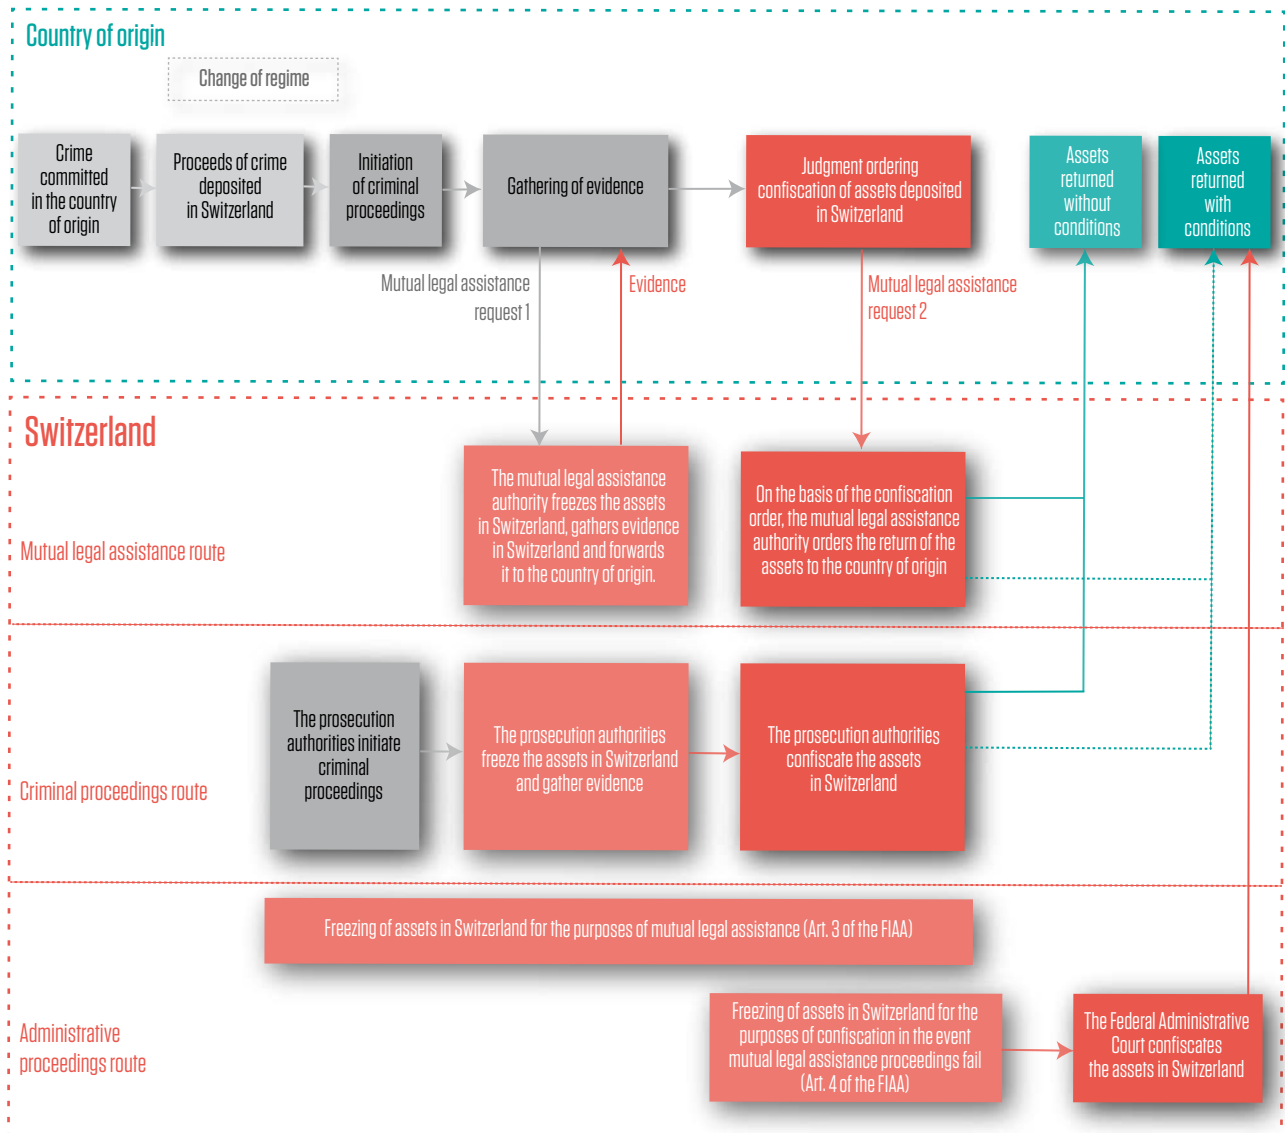 Country of origin
Change of regime
Crime
committed
in the country
of origin
Proceeds of crime
deposited
in Switzerland
Initiation
of criminal
proceedings
Gathering of evidence
Judgment ordering
confiscation of assets deposited
in Switzerland
Assets
returned
without
conditions
Assets
returned
with
conditions
Mutual legal assistance
request 1
Evidence
Mutual legal assistance
request 2
Switzerland
Mutual legal assistance route
The mutual legal assistance
authority freezes the assets
in Switzerland, gathers evidence
in Switzerland and forwards
it to the country of origin.
On the basis of the confiscation
order, the mutual legal assistance
authority orders the return of the
assets to the country of origin
Criminal proceedings route
The prosecution
authorities initiate
criminal
proceedings
The prosecution authorities
freeze the assets in Switzerland
and gather evidence
The prosecution authorities
confiscate the assets
in Switzerland
Freezing of assets in Switzerland for the purposes of mutual legal assistance (Art. 3 of the FIAA)
Administrative
proceedings route
Freezing of assets in Switzerland for the
purposes of confiscation in the event
mutual legal assistance proceedings fail
(Art. 4 of the FIAA)
The Federal Administrative
Court confiscates
the assets in Switzerland